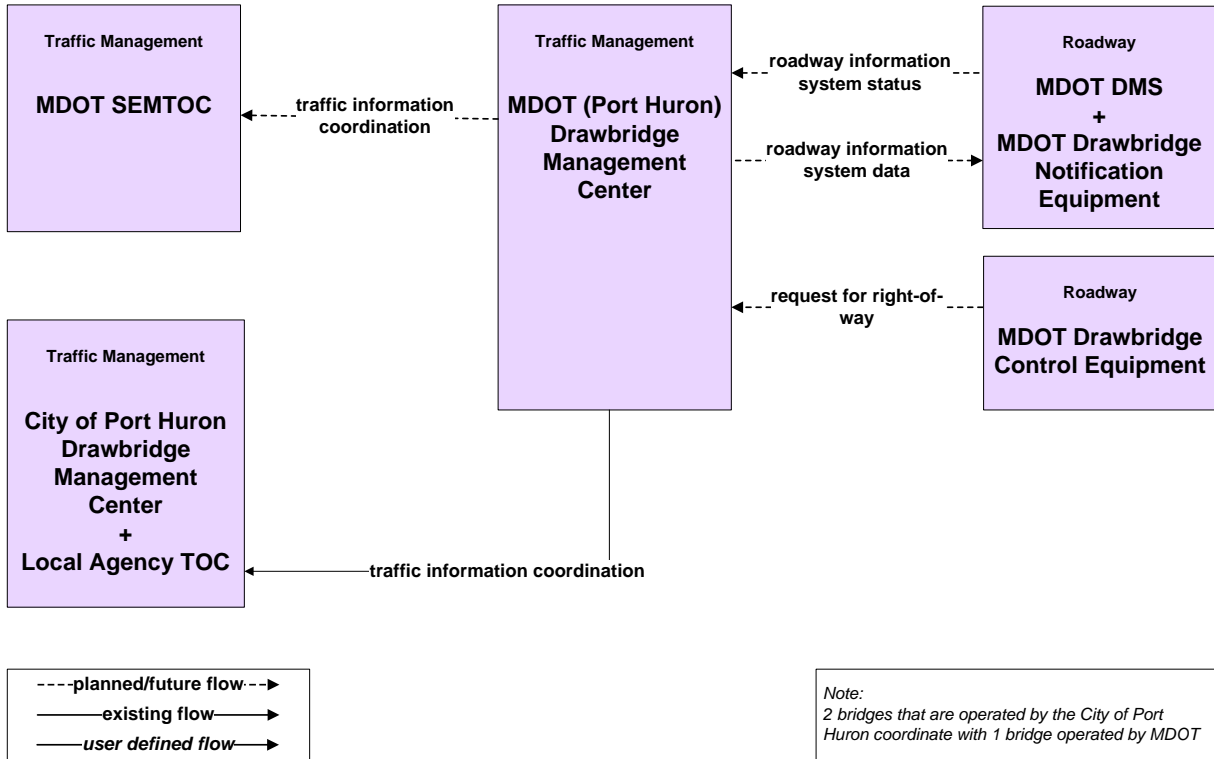 Traffic Management
MDOT SEMTOC
traffic information
coordination
Traffic Management
MDOT (Port Huron)
Drawbridge
Management
Center
roadway information
system status
roadway information
system data
request for right-of-
way
Roadway
MDOT DMS
+
MDOT Drawbridge
Notification
Equipment
Roadway
MDOT Drawbridge
Control Equipment
Traffic Management
City of Port Huron
Drawbridge
Management
Center
+
Local Agency TOC
traffic information coordination
planned/future flow
existing flow
user defined flow
Note:
2 bridges that are operated by the City of Port
Huron coordinate with 1 bridge operated by MDOT